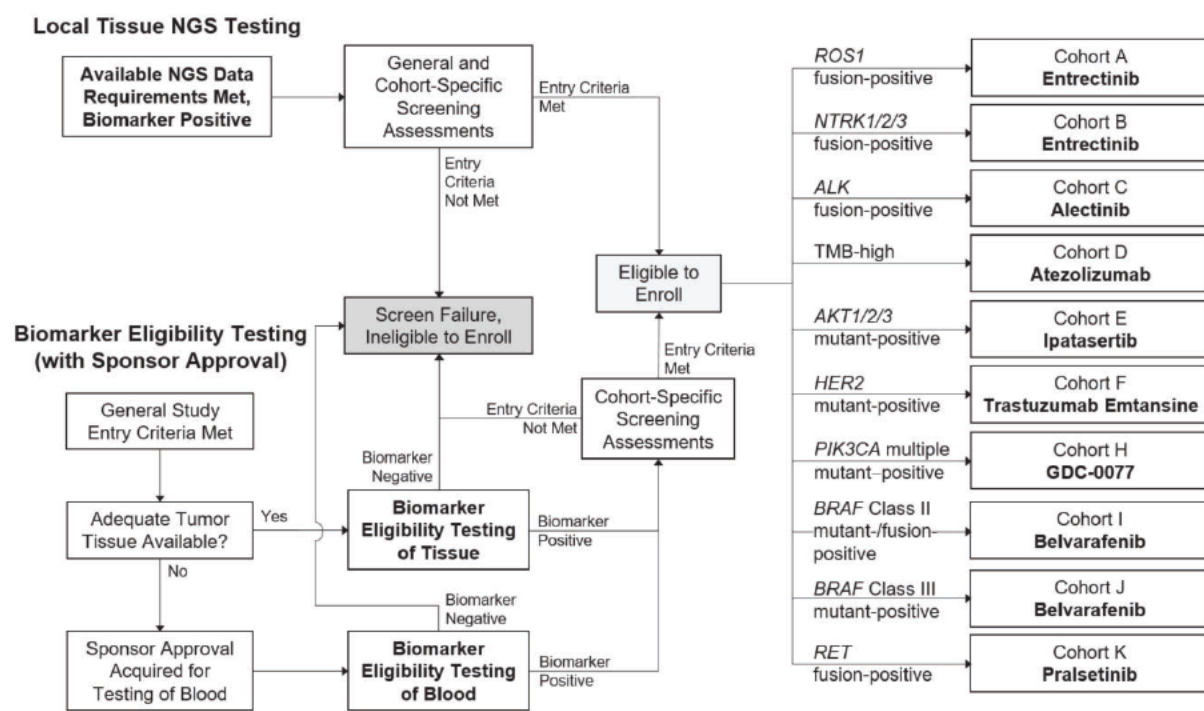 Local Tissue NGS Testing
Available NGS Data
Requirements Met,
Biomarker Positive
General and
Cohort-Specific
Screening
Assessments
Entry Criteria
Met
Entry
Criteria
Not Met
Eligible to
Enroll
Screen Failure,
Ineligible to Enroll
Biomarker Eligibility Testing
(with Sponsor Approval)
General Study
Entry Criteria Met
Adequate Tumor
Tissue Available?
Yes
No
Sponsor Approval
Acquired for
Testing of Blood
Biomarker
Negative
Biomarker
Eligibility Testing
of Tissue
Biomarker
Positive
Biomarker
Negative
Biomarker
Eligibility Testing
of Blood
Biomarker
Positive
Entry Criteria
Not Met
Cohort-Specific
Screening
Assessments
Entry Criteria
Met
ROS1
fusion-positive
Cohort A
Entrectinib
NTRK1/2/3
fusion-positive
Cohort B
Entrectinib
ALK
fusion-positive
Cohort C
Alectinib
TMB-high
Cohort D
Atezolizumab
AKT1/2/3
mutant-positive
Cohort E
Ipatasertib
HER2
mutant-positive
Cohort F
Trastuzumab Emtansine
PIK3CA multiple
mutant–positive
Cohort H
GDC-0077
BRAF Class II
mutant-/fusion-
positive
Cohort I
Belvarafenib
BRAF Class III
mutant-positive
Cohort J
Belvarafenib
RET
fusion-positive
Cohort K
Pralsetinib